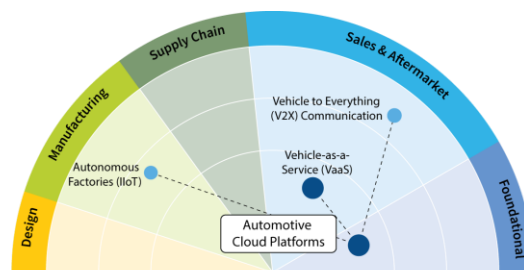 Supply Chain
Sales & Aftermarket
Manufacturing
Vehicle to Everything
(V2X) Communication
Autonomous
Factories (IIoT)
Vehicle-as-a-
Service (VaaS)
Foundational
Design
Automotive
Cloud Platforms